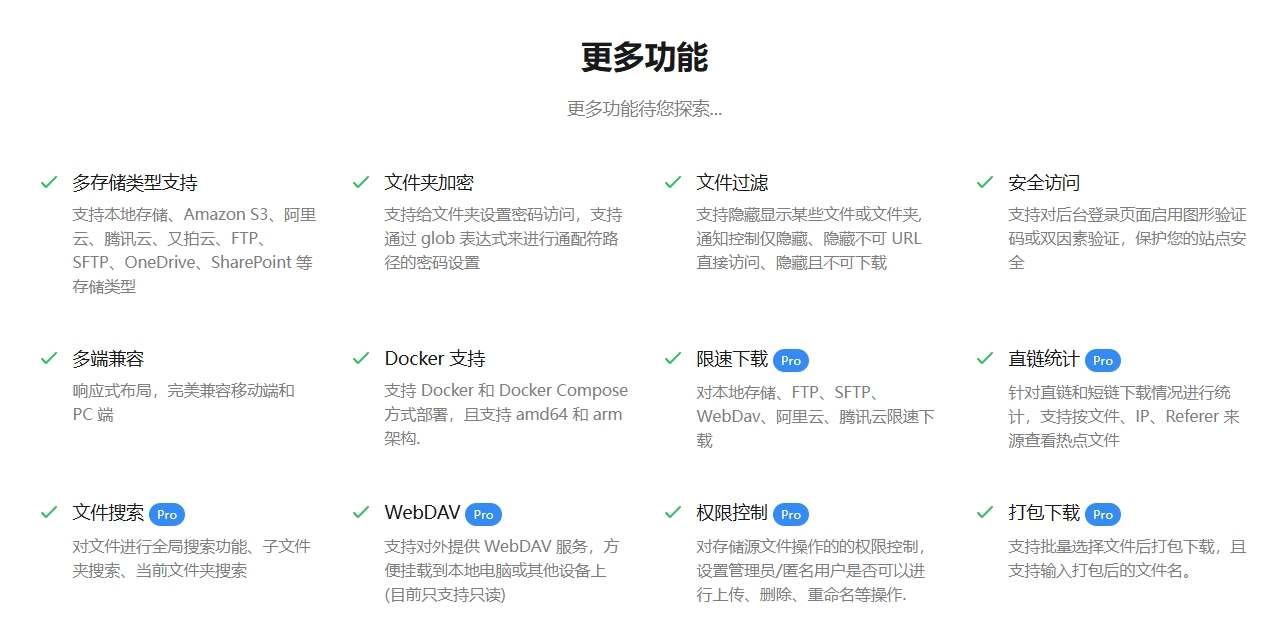 更多功能
更多功能待您探索...
多存储类型支持
支持本地存储、Amazon S3、阿里
云、腾讯云、又拍云、FTP、
SFTP、OneDrive、SharePoint 等
存储类型
文件夹加密
支持给文件夹设置密码访问，支持
通过 glob 表达式来进行通配符路
径的密码设置
文件过滤
支持隐藏显示某些文件或文件夹,
通知控制仅隐藏、隐藏不可 URL
直接访问、隐藏且不可下载
安全访问
支持对后台登录页面启用图形验证
码或双因素验证，保护您的站点安
全
多端兼容
响应式布局，完美兼容移动端和
PC 端
Docker 支持
支持 Docker 和 Docker Compose
方式部署，且支持 amd64 和 arm
架构.
限速下载 Pro
对本地存储、FTP、SFTP、
WebDav、阿里云、腾讯云限速下
载
直链统计 Pro
针对直链和短链下载情况进行统
计，支持按文件、IP、Referer 来
源查看热点文件
文件搜索 Pro
对文件进行全局搜索功能、子文件
夹搜索、当前文件夹搜索
WebDAV Pro
支持对外提供 WebDAV 服务，方
便挂载到本地电脑或其他设备上
(目前只支持只读)
权限控制 Pro
对存储源文件操作的的权限控制，
设置管理员/匿名用户是否可以进
行上传、删除、重命名等操作.
打包下载 Pro
支持批量选择文件后打包下载，且
支持输入打包后的文件名。